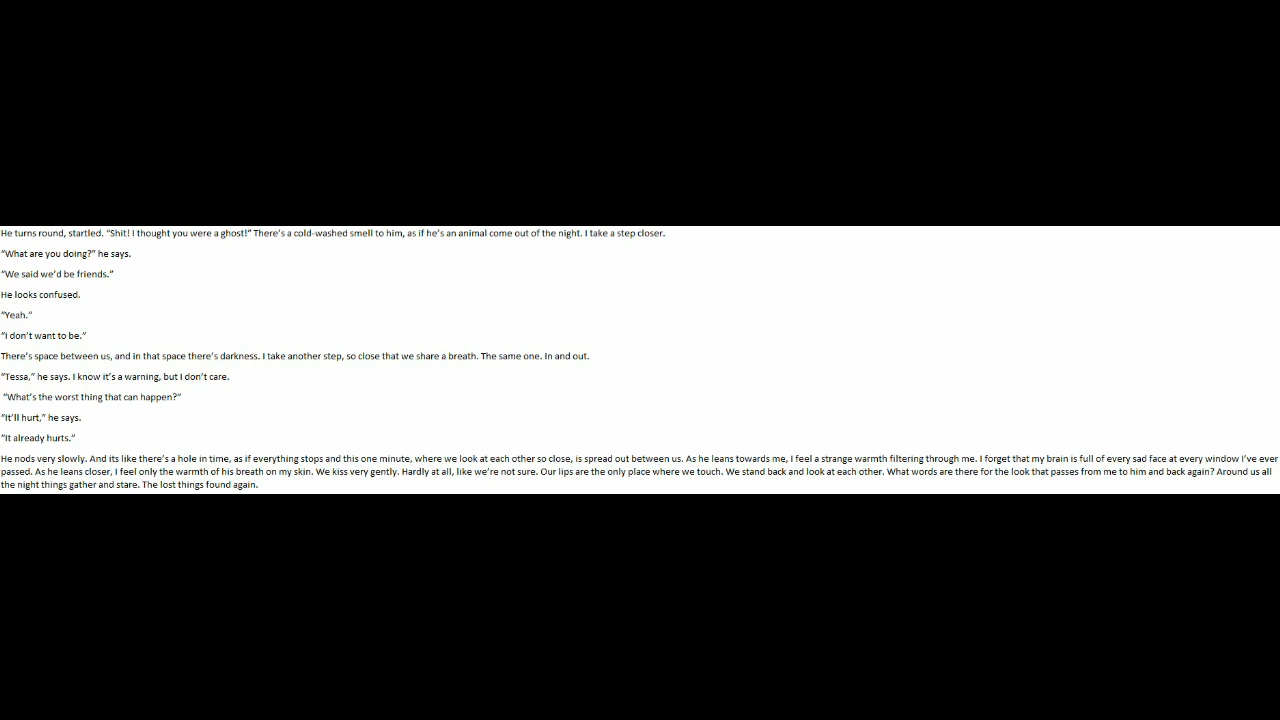 He turns round, startled. “Shit! I thought you were a ghost!” There’s a cold-washed smell to him, as if he’s an animal come out of the night. I take a step closer.
“What are you doing?” he says.
“We said we’d be friends.”
He looks confused.
“Yeah.”
“I don’t want to be.”
There’s space between us, and in that space there’s darkness. I take another step, so close that we share a breath. The same one. In and out.
“Tessa,” he says. I know it’s a warning, but I don’t care.
“What’s the worst thing that can happen?”
“It’ll hurt,” he says.
“It already hurts.”
He nods very slowly. And its like there’s a hole in time, as if everything stops and this one minute, where we look at each other so close, is spread out between us. As he leans towards me, I feel a strange warmth filtering through me. I forget that my brain is full of every sad face at every window I’ve ever
passed. As he leans closer, I feel only the warmth of his breath on my skin. We kiss very gently. Hardly at all, like we’re not sure. Our lips are the only place where we touch. We stand back and look at each other. What words are there for the look that passes from me to him and back again? Around us all
the night things gather and stare. The lost things found again.